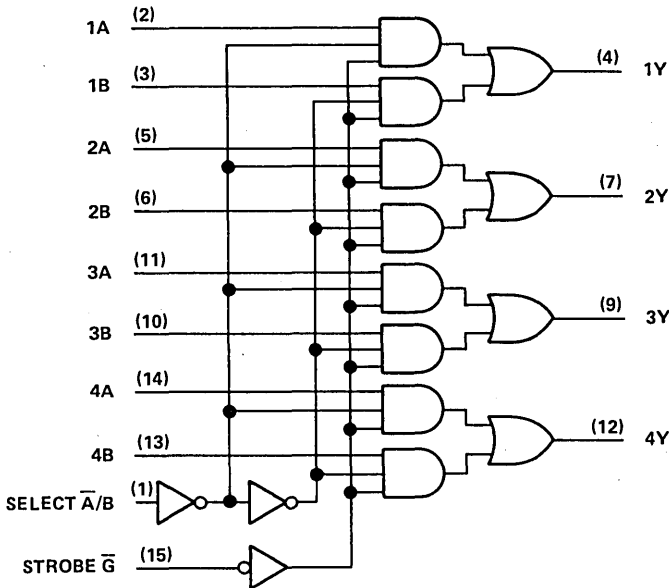 1A (2)
(4) 1Y
1B (3)
2A (5)
(7) 2Y
2B (6)
3A (11)
(9) 3Y
3B (10)
4A (14)
(12) 4Y
4B (13)
SELECT A̅/B (1)
STROBE G̅ (15)